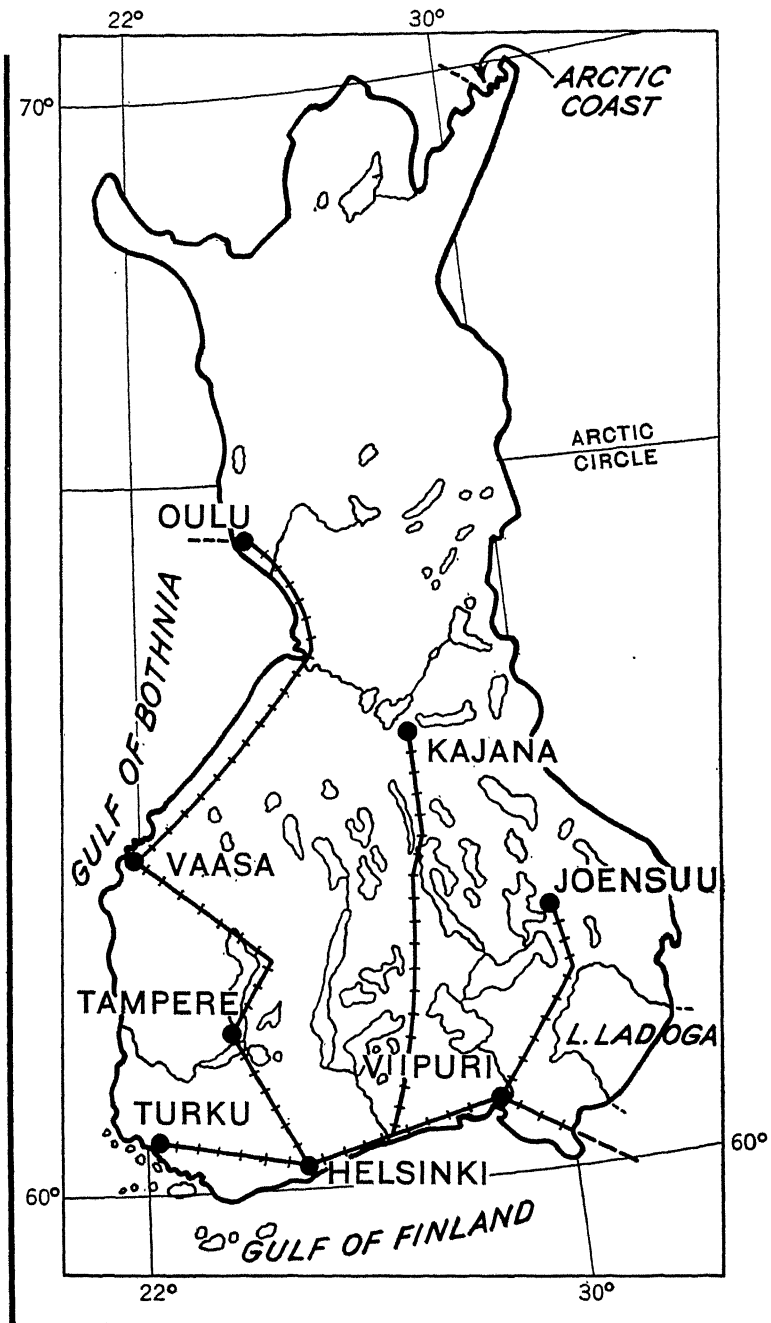 22° 30°
ARCTIC
COAST
70°
ARCTIC
CIRCLE
OULU
GULF OF BOTHNIA
KAJANA
VAASA
JOENSUU
TAMPERE
L. LADOGA
VIIPURI
TURKU
60°
HELSINKI
60°
GULF OF FINLAND
22° 30°